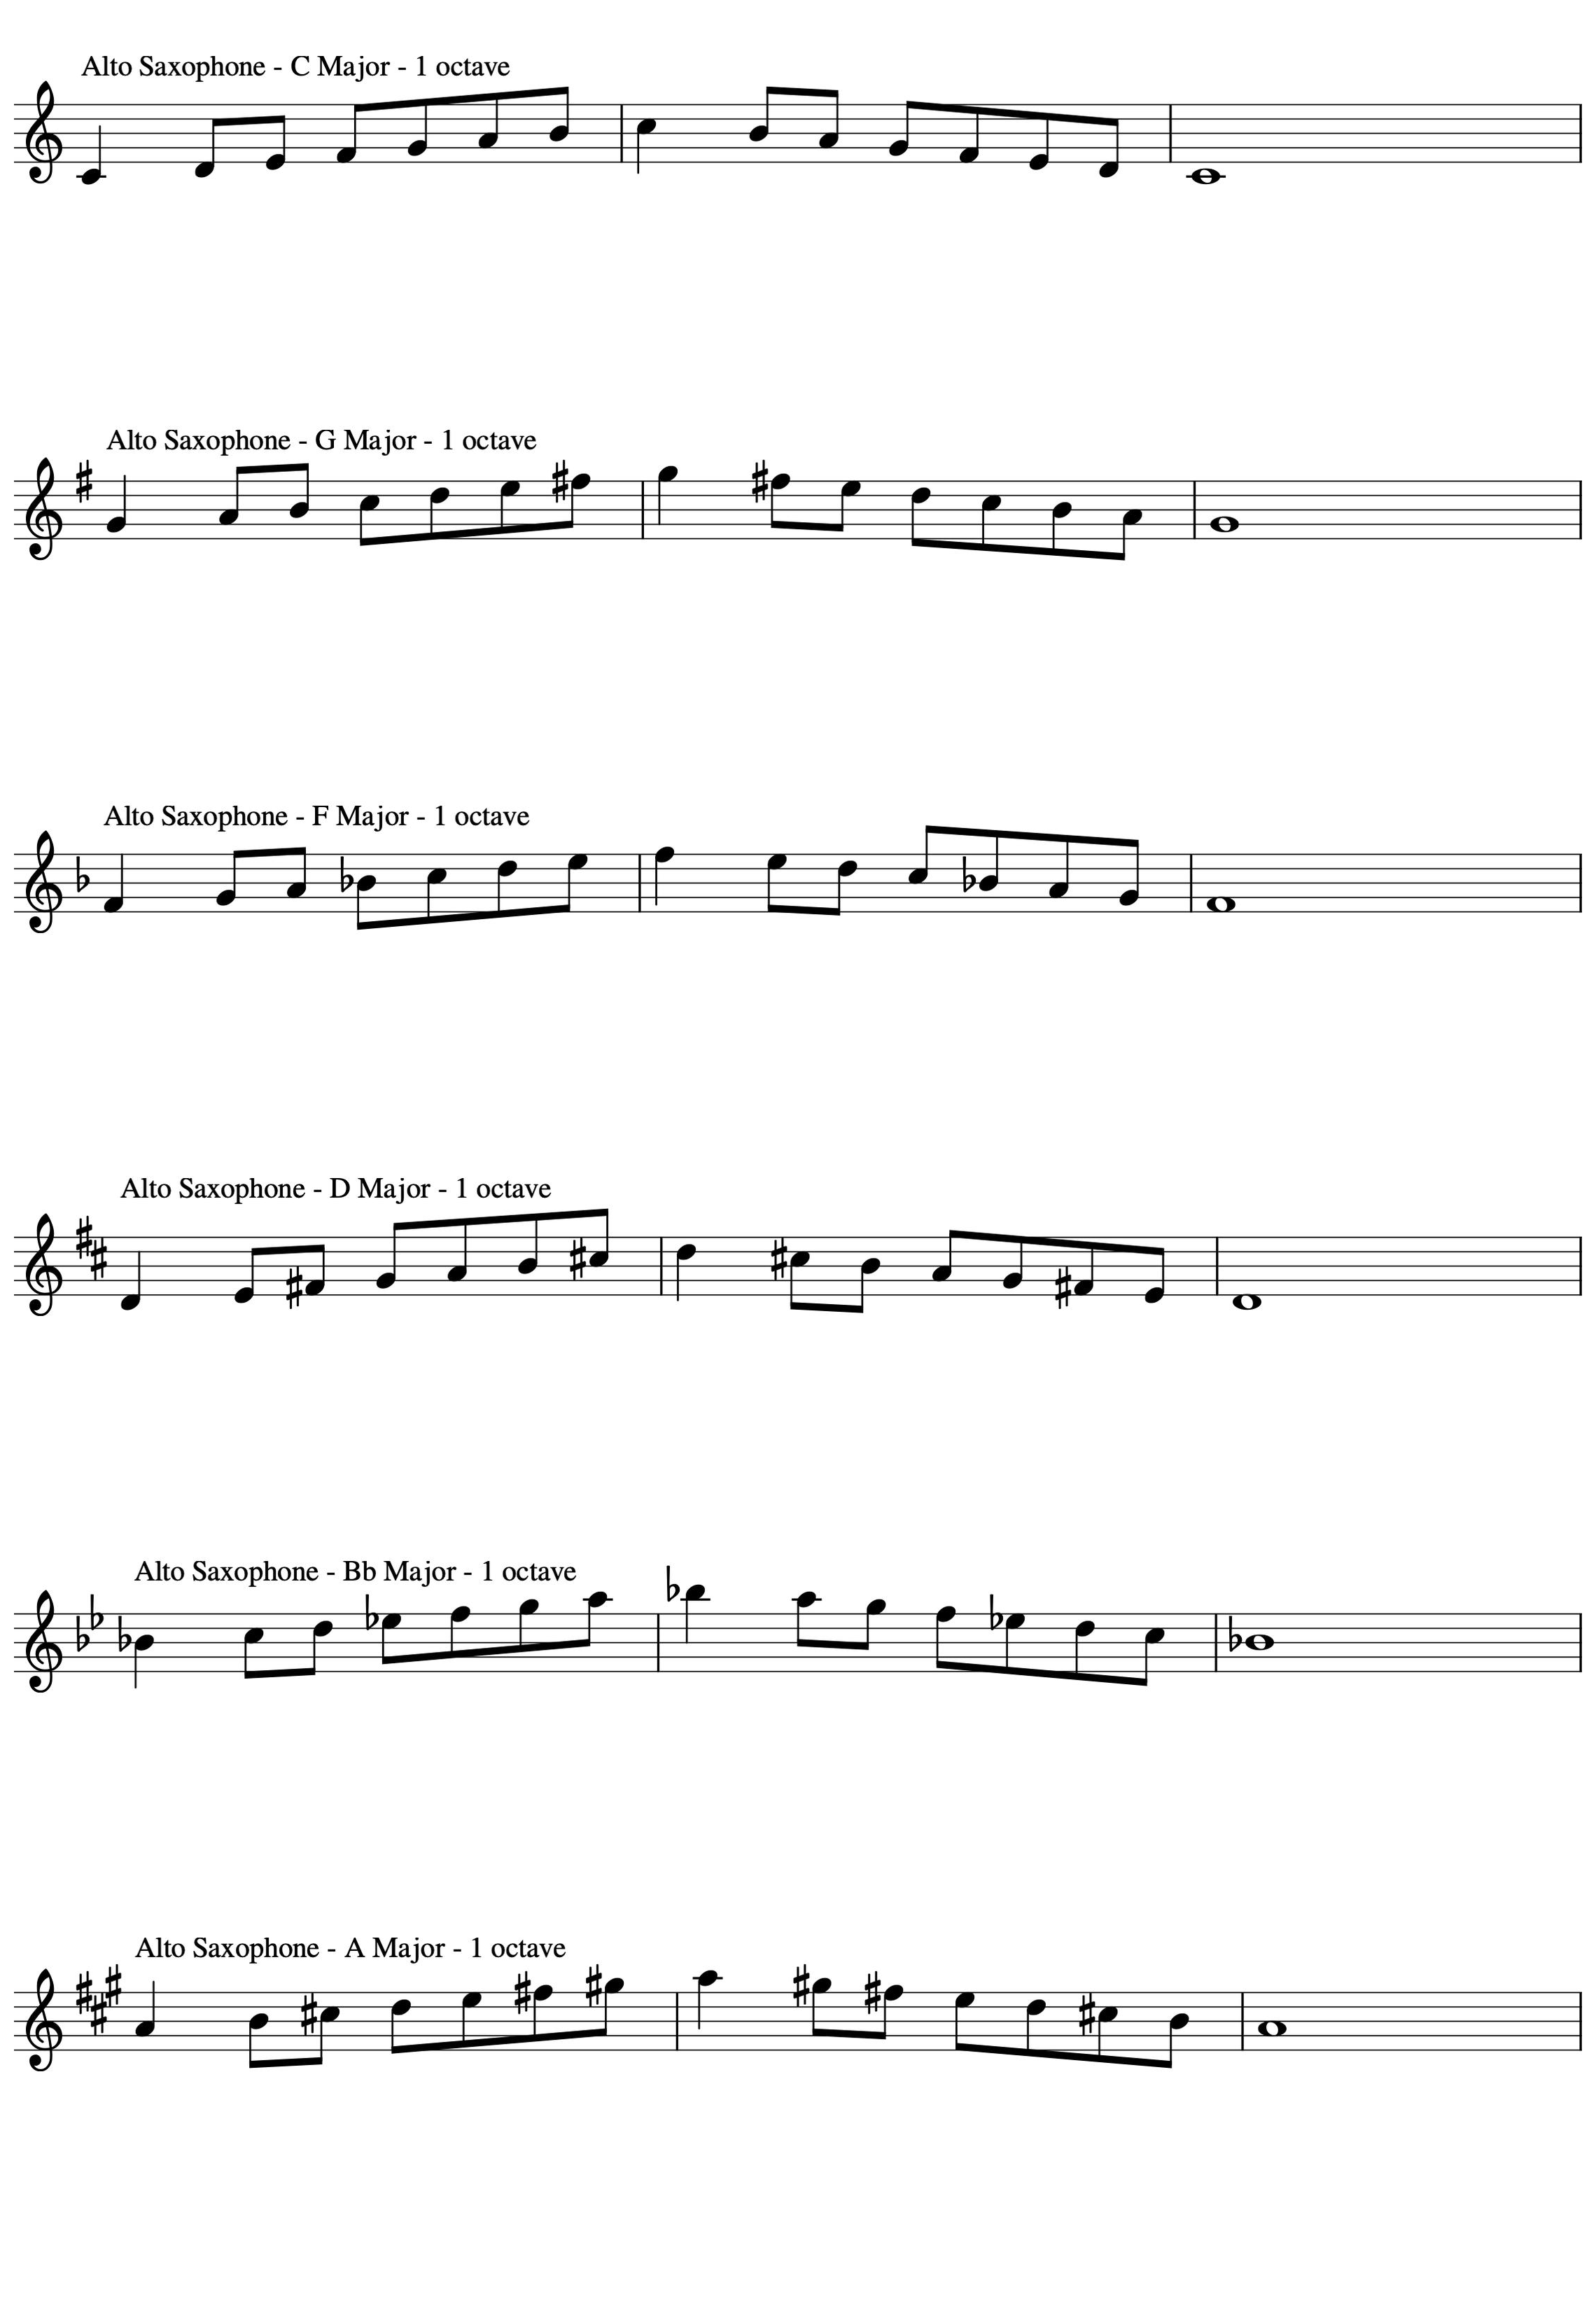 Alto Saxophone - C Major - 1 octave
Alto Saxophone - G Major - 1 octave
Alto Saxophone - F Major - 1 octave
Alto Saxophone - D Major - 1 octave
Alto Saxophone - Bb Major - 1 octave
Alto Saxophone - A Major - 1 octave